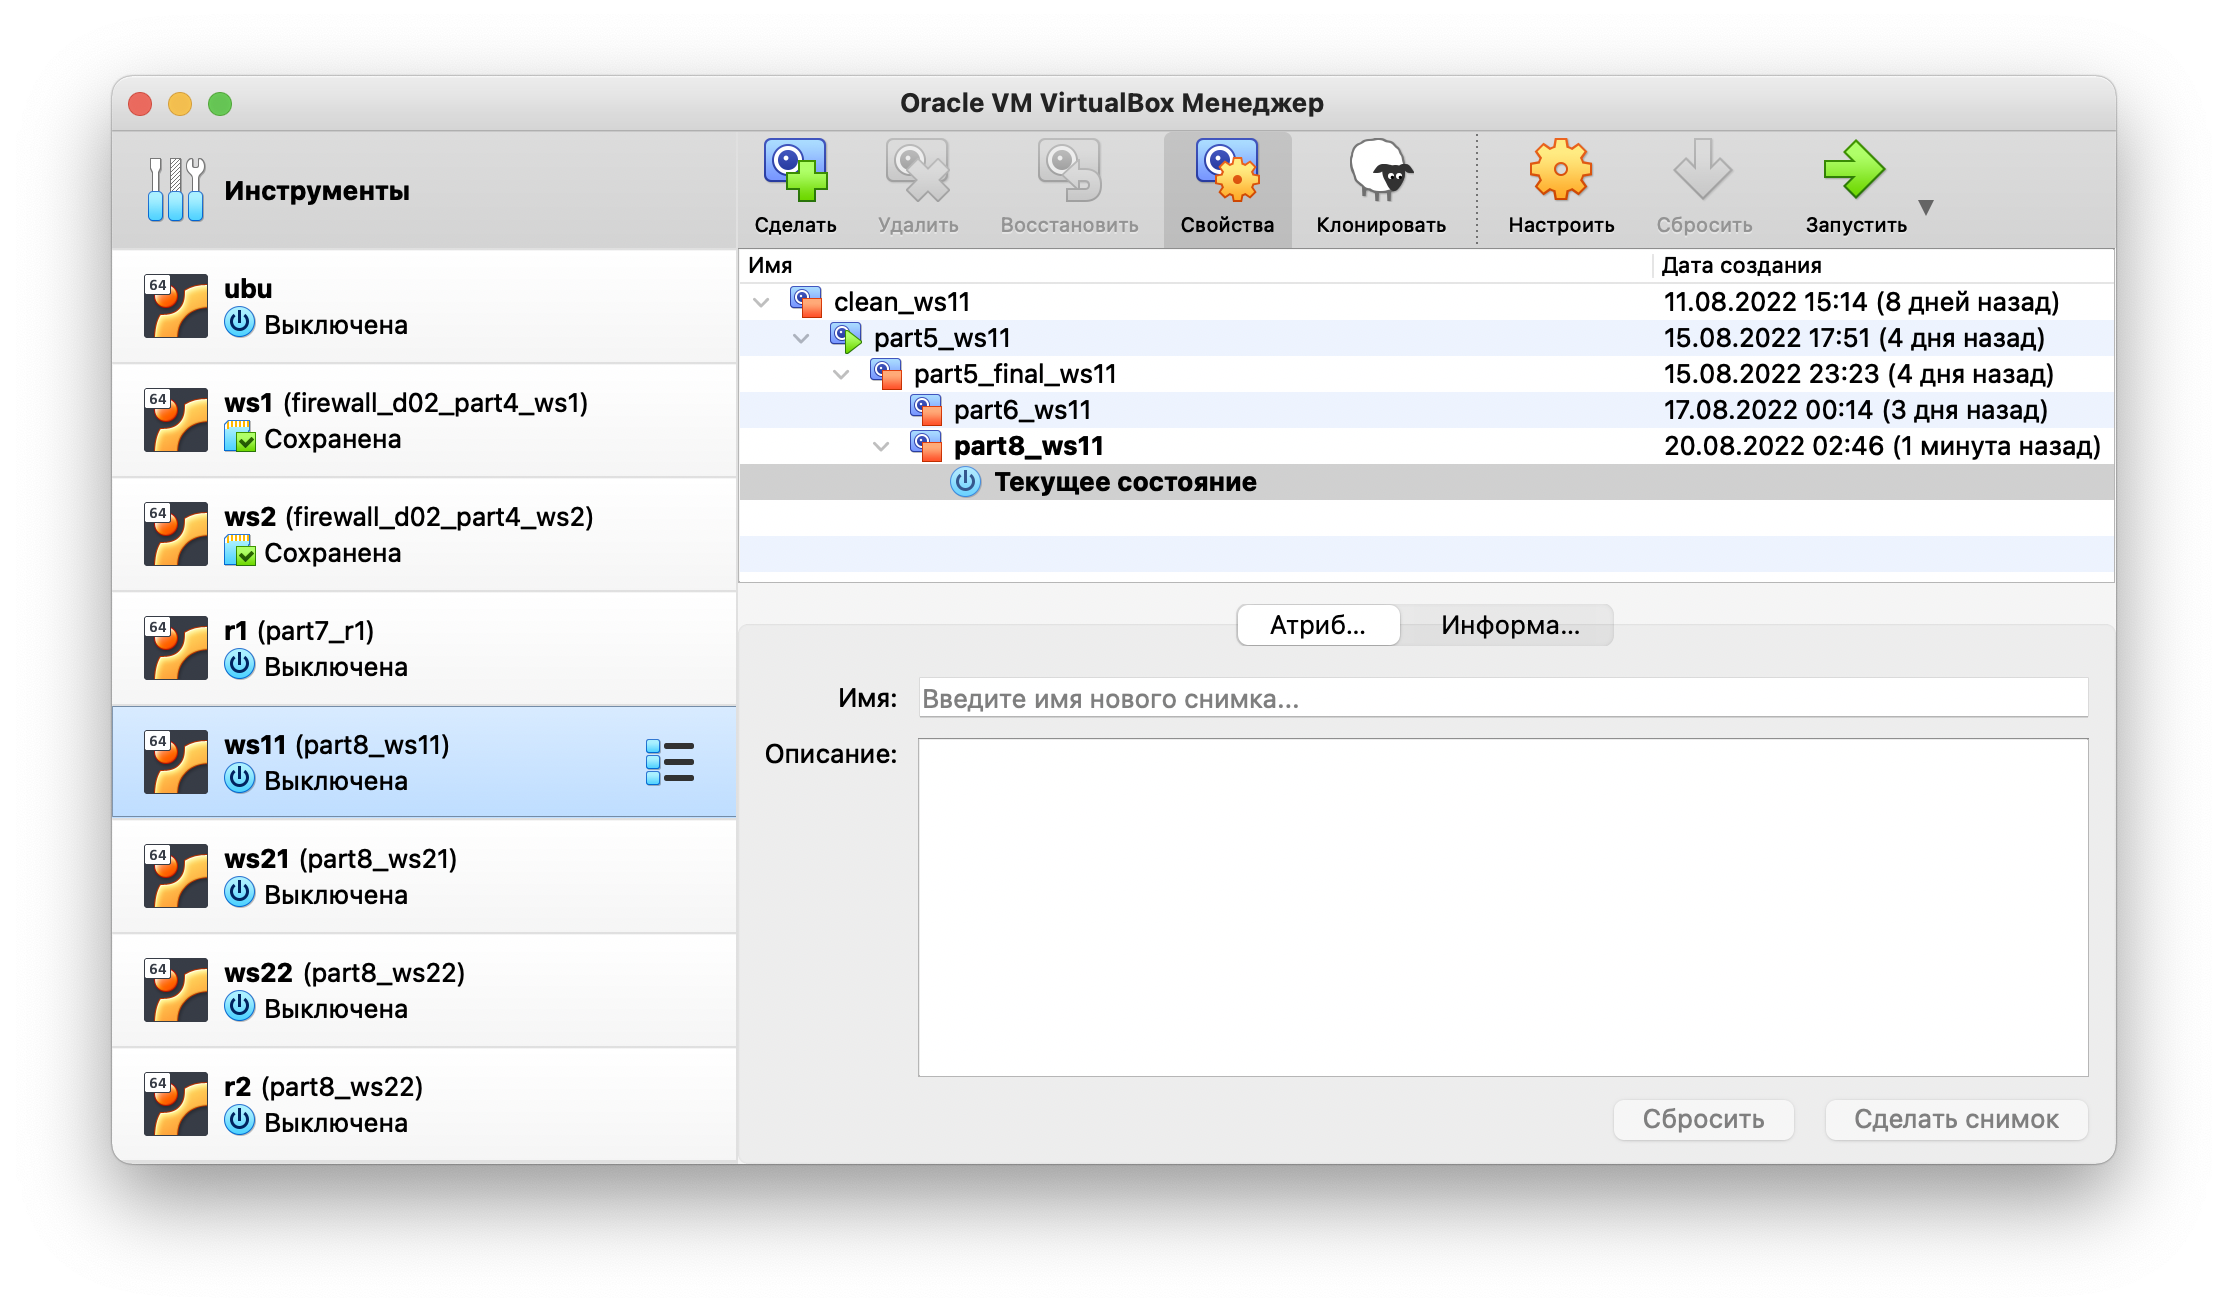 Oracle VM VirtualBox Менеджер
Инструменты
Сделать
Удалить
Восстановить
Свойства
Клонировать
Настроить
Сбросить
Запустить
64
ubu
Выключена
64
ws1 (firewall_d02_part4_ws1)
Сохранена
64
ws2 (firewall_d02_part4_ws2)
Сохранена
64
r1 (part7_r1)
Выключена
64
ws11 (part8_ws11)
Выключена
64
ws21 (part8_ws21)
Выключена
64
ws22 (part8_ws22)
Выключена
64
r2 (part8_ws22)
Выключена
Имя Дата создания
clean_ws11 11.08.2022 15:14 (8 дней назад)
part5_ws11 15.08.2022 17:51 (4 дня назад)
part5_final_ws11 15.08.2022 23:23 (4 дня назад)
part6_ws11 17.08.2022 00:14 (3 дня назад)
part8_ws11 20.08.2022 02:46 (1 минута назад)
Текущее состояние
Атриб... Информа...
Имя: Введите имя нового снимка...
Описание:
Сбросить Сделать снимок